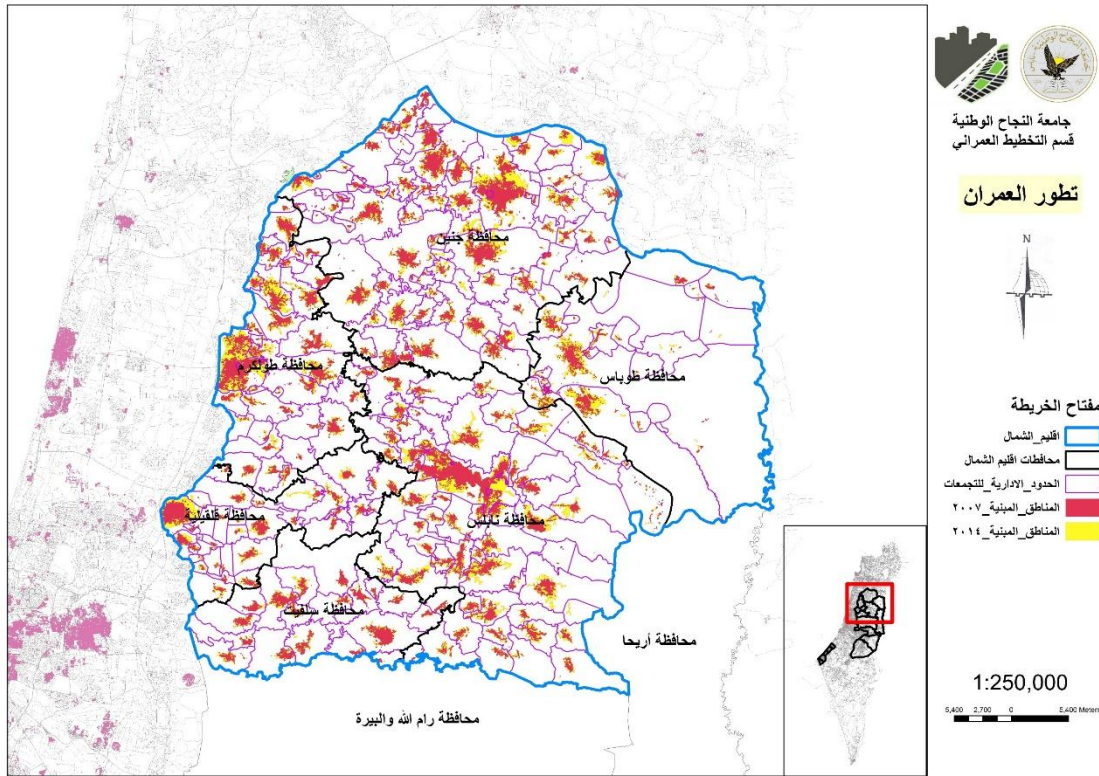 جامعة النجاح الوطنية
قسم التخطيط العمراني
تطور العمران
N
محافظة جنين
محافظة طولكرم
محافظة طوباس
محافظة قلقيلية
محافظة نابلس
محافظة سلفيت
محافظة أريحا
محافظة رام الله والبيرة
مفتاح الخريطة
اقليم_الشمال
محافظات اقليم الشمال
الحدود_الادارية_للتجمعات
المناطق_المبنية_٢٠٠٧
المناطق_المبنية_٢٠١٤
1:250,000
5,400 2,700 0 5,400 Meters